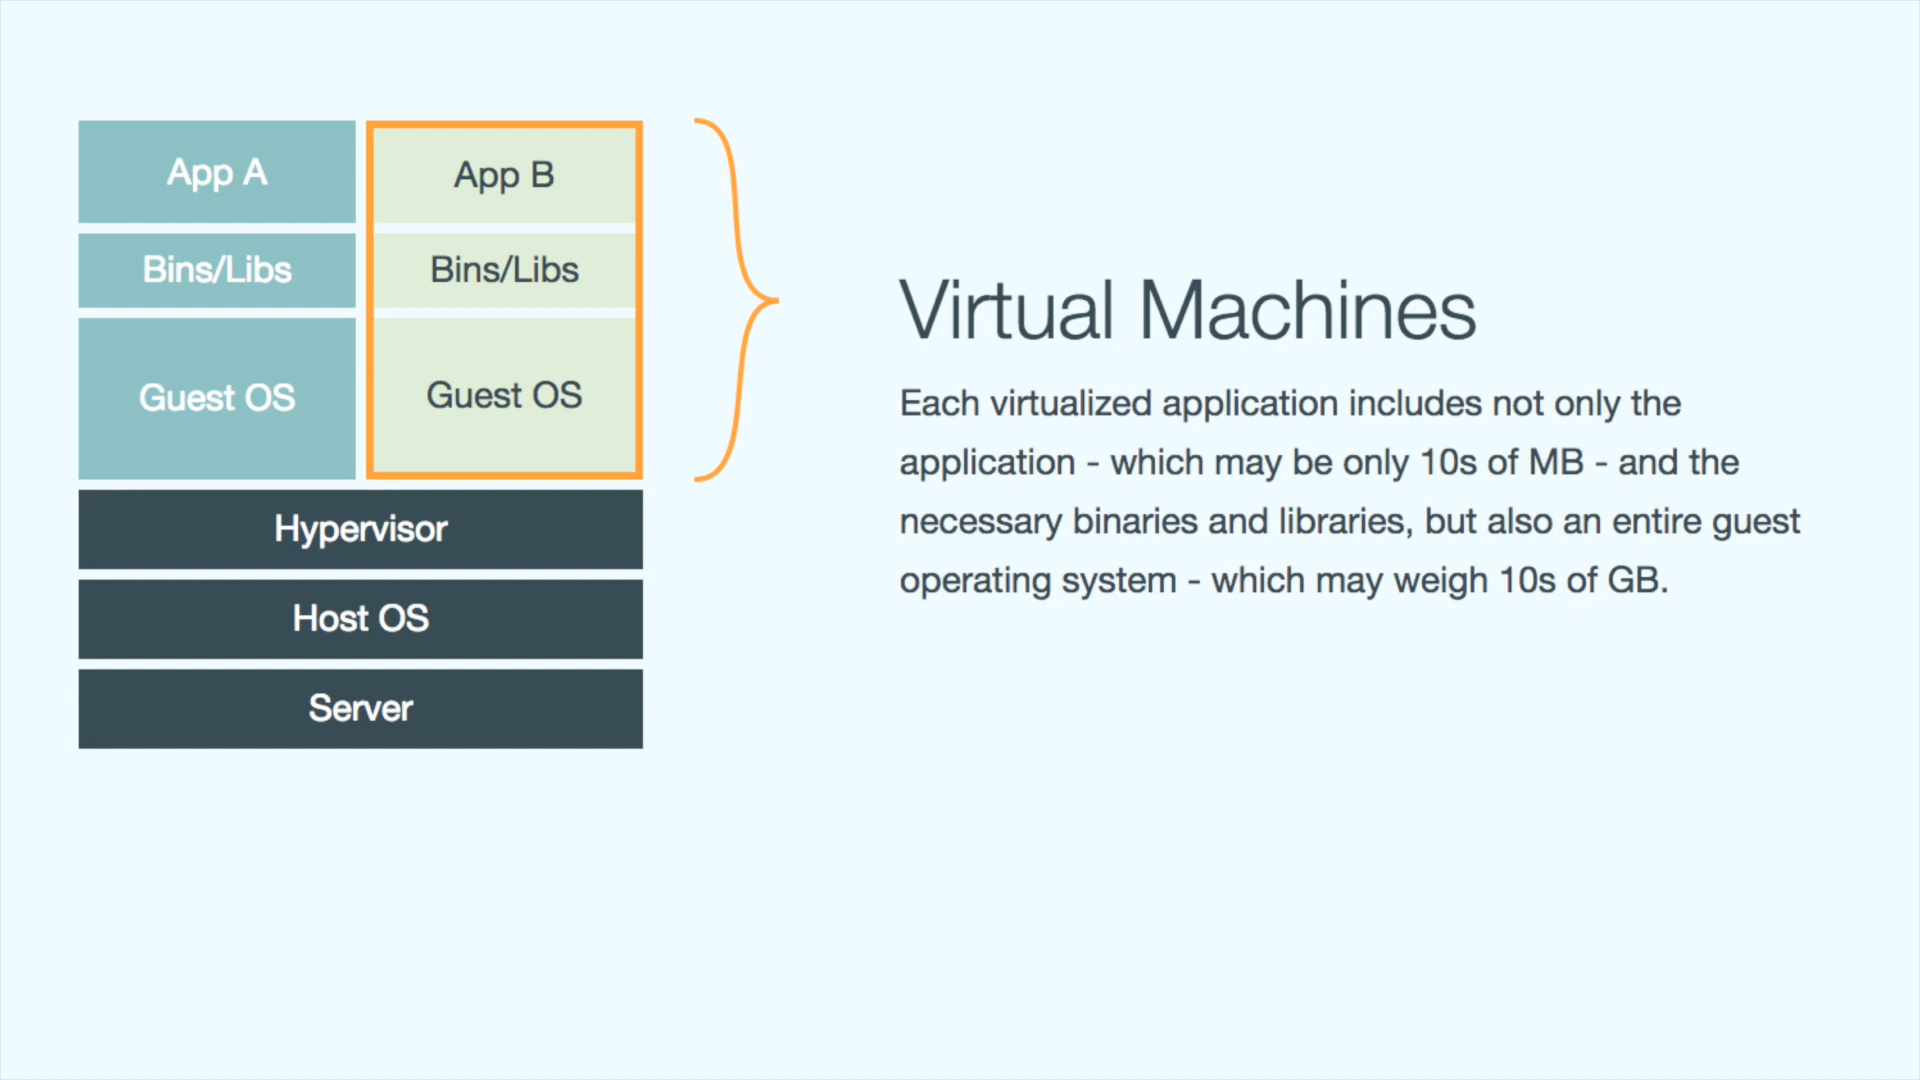 App A
App B
Bins/Libs
Bins/Libs
Guest OS
Guest OS
Hypervisor
Host OS
Server
Virtual Machines
Each virtualized application includes not only the
application - which may be only 10s of MB - and the
necessary binaries and libraries, but also an entire guest
operating system - which may weigh 10s of GB.